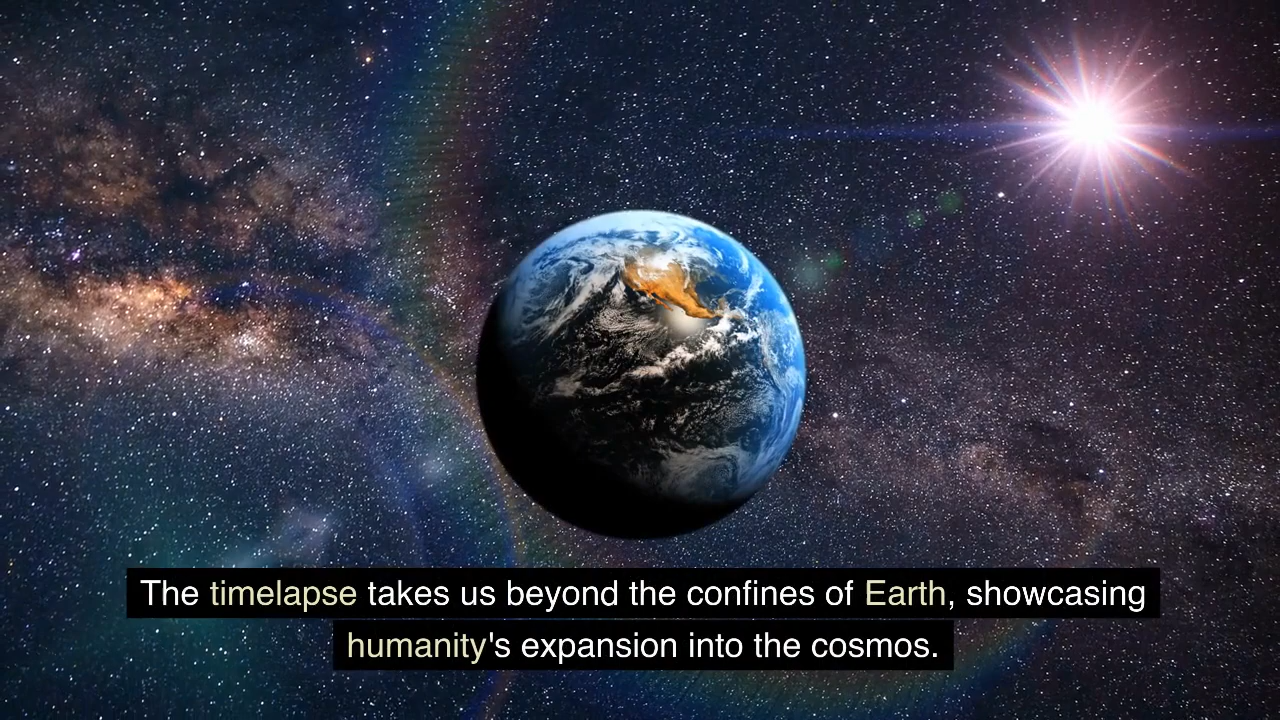 The timelapse takes us beyond the confines of Earth, showcasing
humanity's expansion into the cosmos.